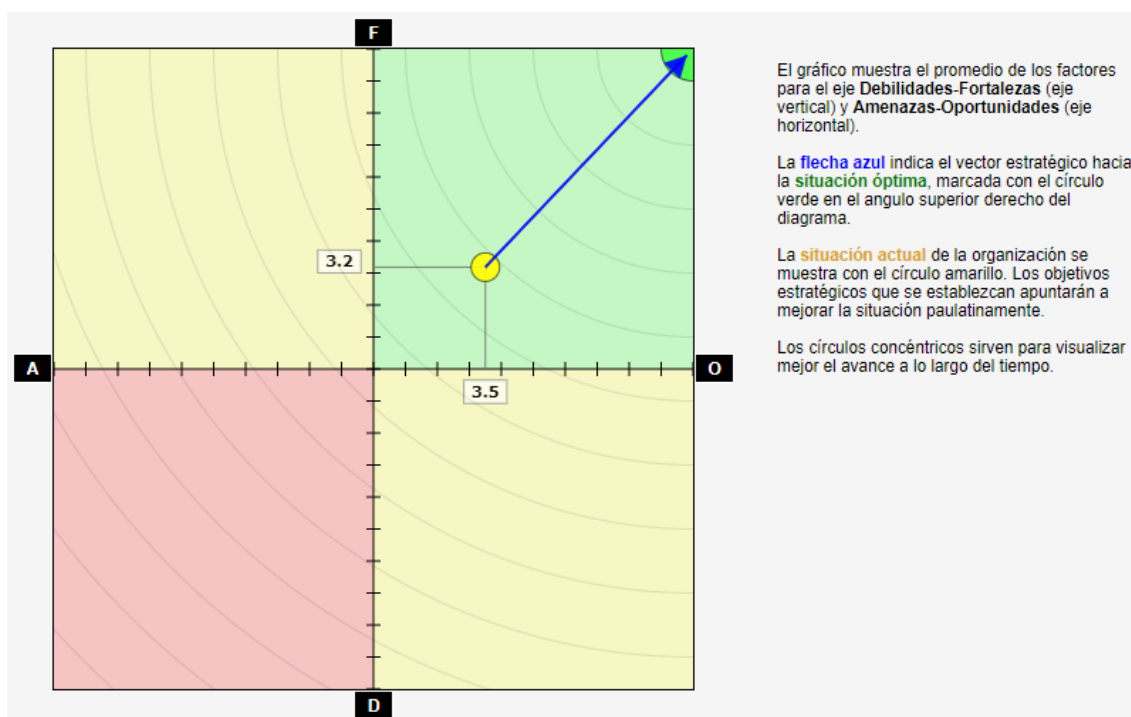 F
El gráfico muestra el promedio de los factores
para el eje Debilidades-Fortalezas (eje
vertical) y Amenazas-Oportunidades (eje
horizontal).
La flecha azul indica el vector estratégico hacia
la situación óptima, marcada con el círculo
verde en el angulo superior derecho del
diagrama.
3.2
La situación actual de la organización se
muestra con el círculo amarillo. Los objetivos
estratégicos que se establezcan apuntarán a
mejorar la situación paulatinamente.
Los círculos concéntricos sirven para visualizar
mejor el avance a lo largo del tiempo.
A
O
3.5
D